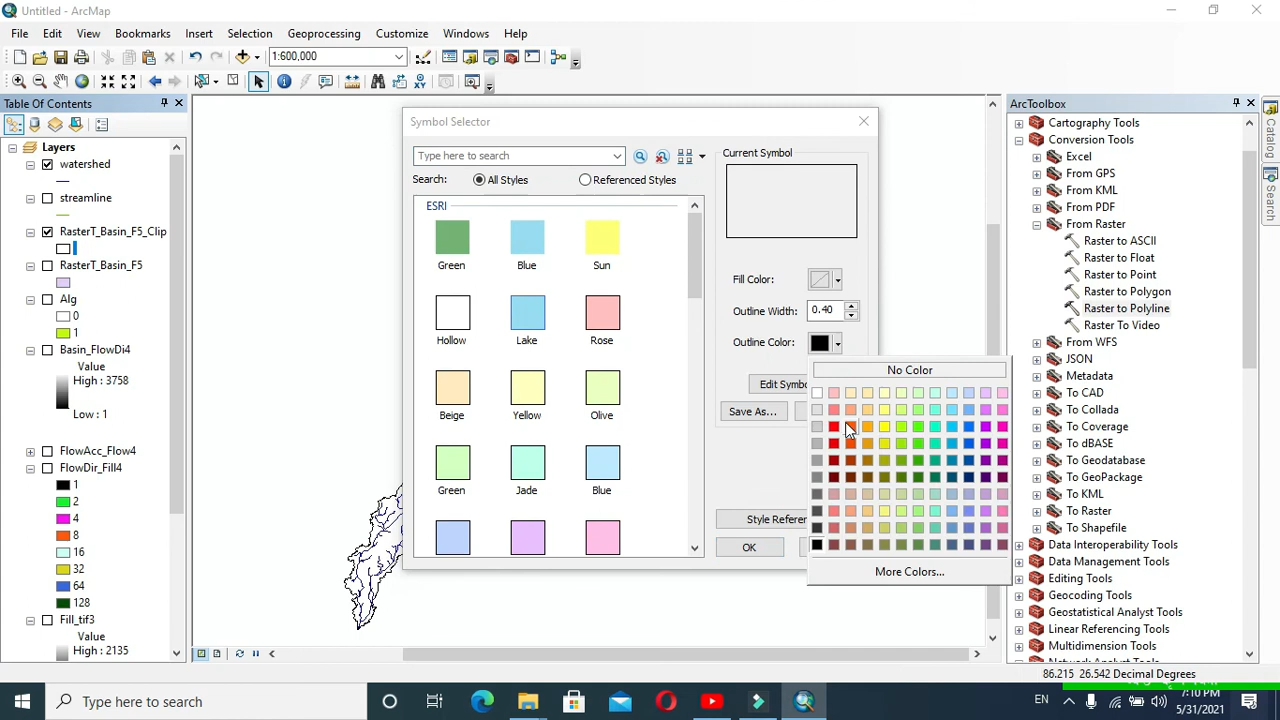 Untitled - ArcMap
File Edit View Bookmarks Insert Selection Geoprocessing Customize Windows Help
1:600,000
Table Of Contents
Layers
watershed
streamline
RasterT_Basin_F5_Clip
RasterT_Basin_F5
Alg
0
1
Basin_FlowDi4
Value
High : 3758
Low : 1
FlowAcc_Flow4
FlowDir_Fill4
1
2
4
8
16
32
64
128
Fill_tif3
Value
High : 2135
Symbol Selector
Type here to search
Search: All Styles Referenced Styles
ESRI
Green Blue Sun
Hollow Lake Rose
Beige Yellow Olive
Green Jade Blue
Current Symbol
Fill Color:
Outline Width: 0.40
Outline Color:
Edit Symbo
Save As...
Style Referer
OK
No Color
More Colors...
ArcToolbox
Cartography Tools
Conversion Tools
Excel
From GPS
From KML
From PDF
From Raster
Raster to ASCII
Raster to Float
Raster to Point
Raster to Polygon
Raster to Polyline
Raster To Video
From WFS
JSON
Metadata
To CAD
To Collada
To Coverage
To dBASE
To Geodatabase
To GeoPackage
To KML
To Raster
To Shapefile
Data Interoperability Tools
Data Management Tools
Editing Tools
Geocoding Tools
Geostatistical Analyst Tools
Linear Referencing Tools
Multidimension Tools
Catalog
Search
86.215 26.542 Decimal Degrees
Type here to search
EN
7:10 PM
5/31/2021